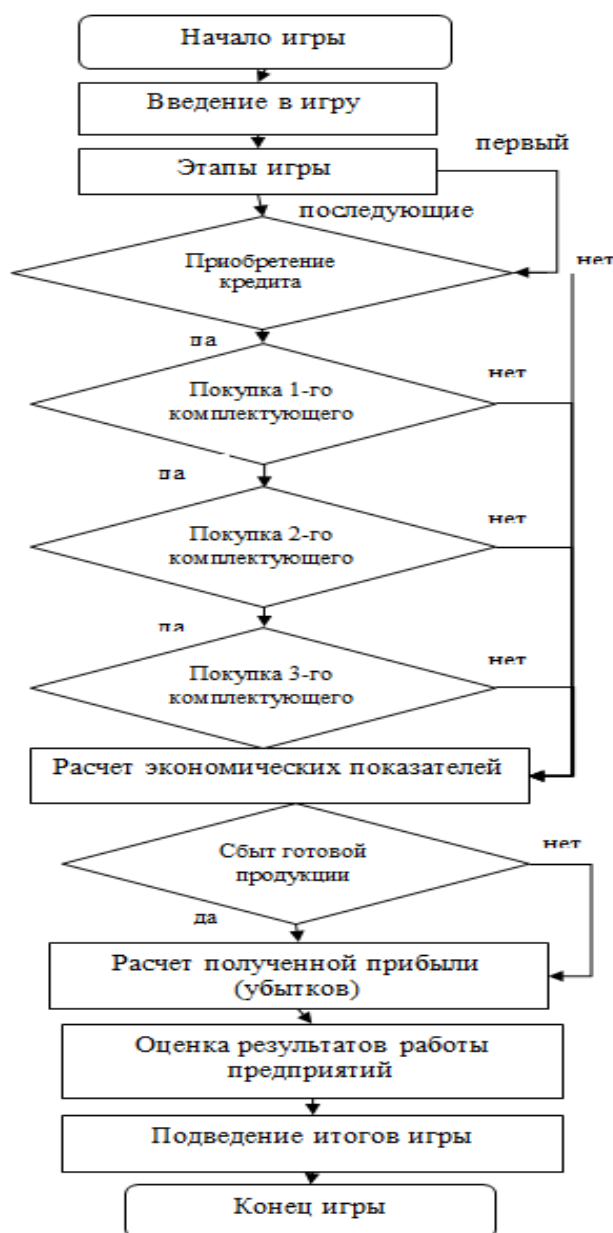 Начало игры
Введение в игру
первый
Этапы игры
последующие
нет
Приобретение
кредита
да
нет
Покупка 1-го
комплектующего
да
нет
Покупка 2-го
комплектующего
да
нет
Покупка 3-го
комплектующего
Расчет экономических показателей
нет
Сбыт готовой
продукции
да
Расчет полученной прибыли
(убытков)
Оценка результатов работы
предприятий
Подведение итогов игры
Конец игры